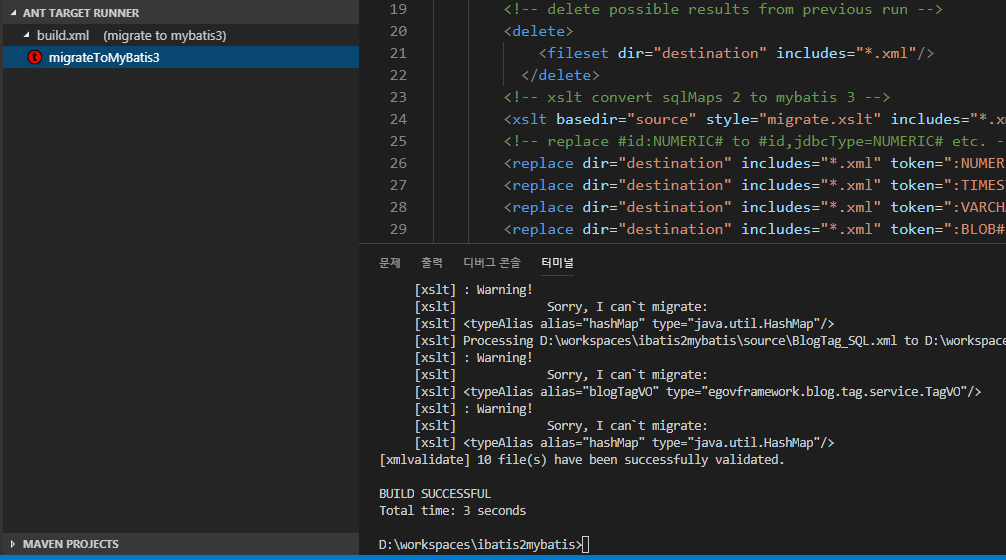 ANT TARGET RUNNER
build.xml (migrate to mybatis3)
migrateToMyBatis3
MAVEN PROJECTS
19 <!-- delete possible results from previous run -->
20 <delete>
21 <fileset dir="destination" includes="*.xml"/>
22 </delete>
23 <!-- xslt convert sqlMaps 2 to mybatis 3 -->
24 <xslt basedir="source" style="migrate.xslt" includes="*.x
25 <!-- replace #id:NUMERIC# to #id,jdbcType=NUMERIC# etc. -
26 <replace dir="destination" includes="*.xml" token=":NUMER
27 <replace dir="destination" includes="*.xml" token=":TIMES
28 <replace dir="destination" includes="*.xml" token=":VARCH
29 <replace dir="destination" includes="*.xml" token=":BLOB#
문제 출력 디버그 콘솔 터미널
[xslt] : Warning!
[xslt] Sorry, I can`t migrate:
[xslt] <typeAlias alias="hashMap" type="java.util.HashMap"/>
[xslt] Processing D:\workspaces\ibatis2mybatis\source\BlogTag_SQL.xml to D:\workspace
[xslt] : Warning!
[xslt] Sorry, I can`t migrate:
[xslt] <typeAlias alias="blogTagVO" type="egovframework.blog.tag.service.TagVO"/>
[xslt] : Warning!
[xslt] Sorry, I can`t migrate:
[xslt] <typeAlias alias="hashMap" type="java.util.HashMap"/>
[xmlvalidate] 10 file(s) have been successfully validated.
BUILD SUCCESSFUL
Total time: 3 seconds
D:\workspaces\ibatis2mybatis>